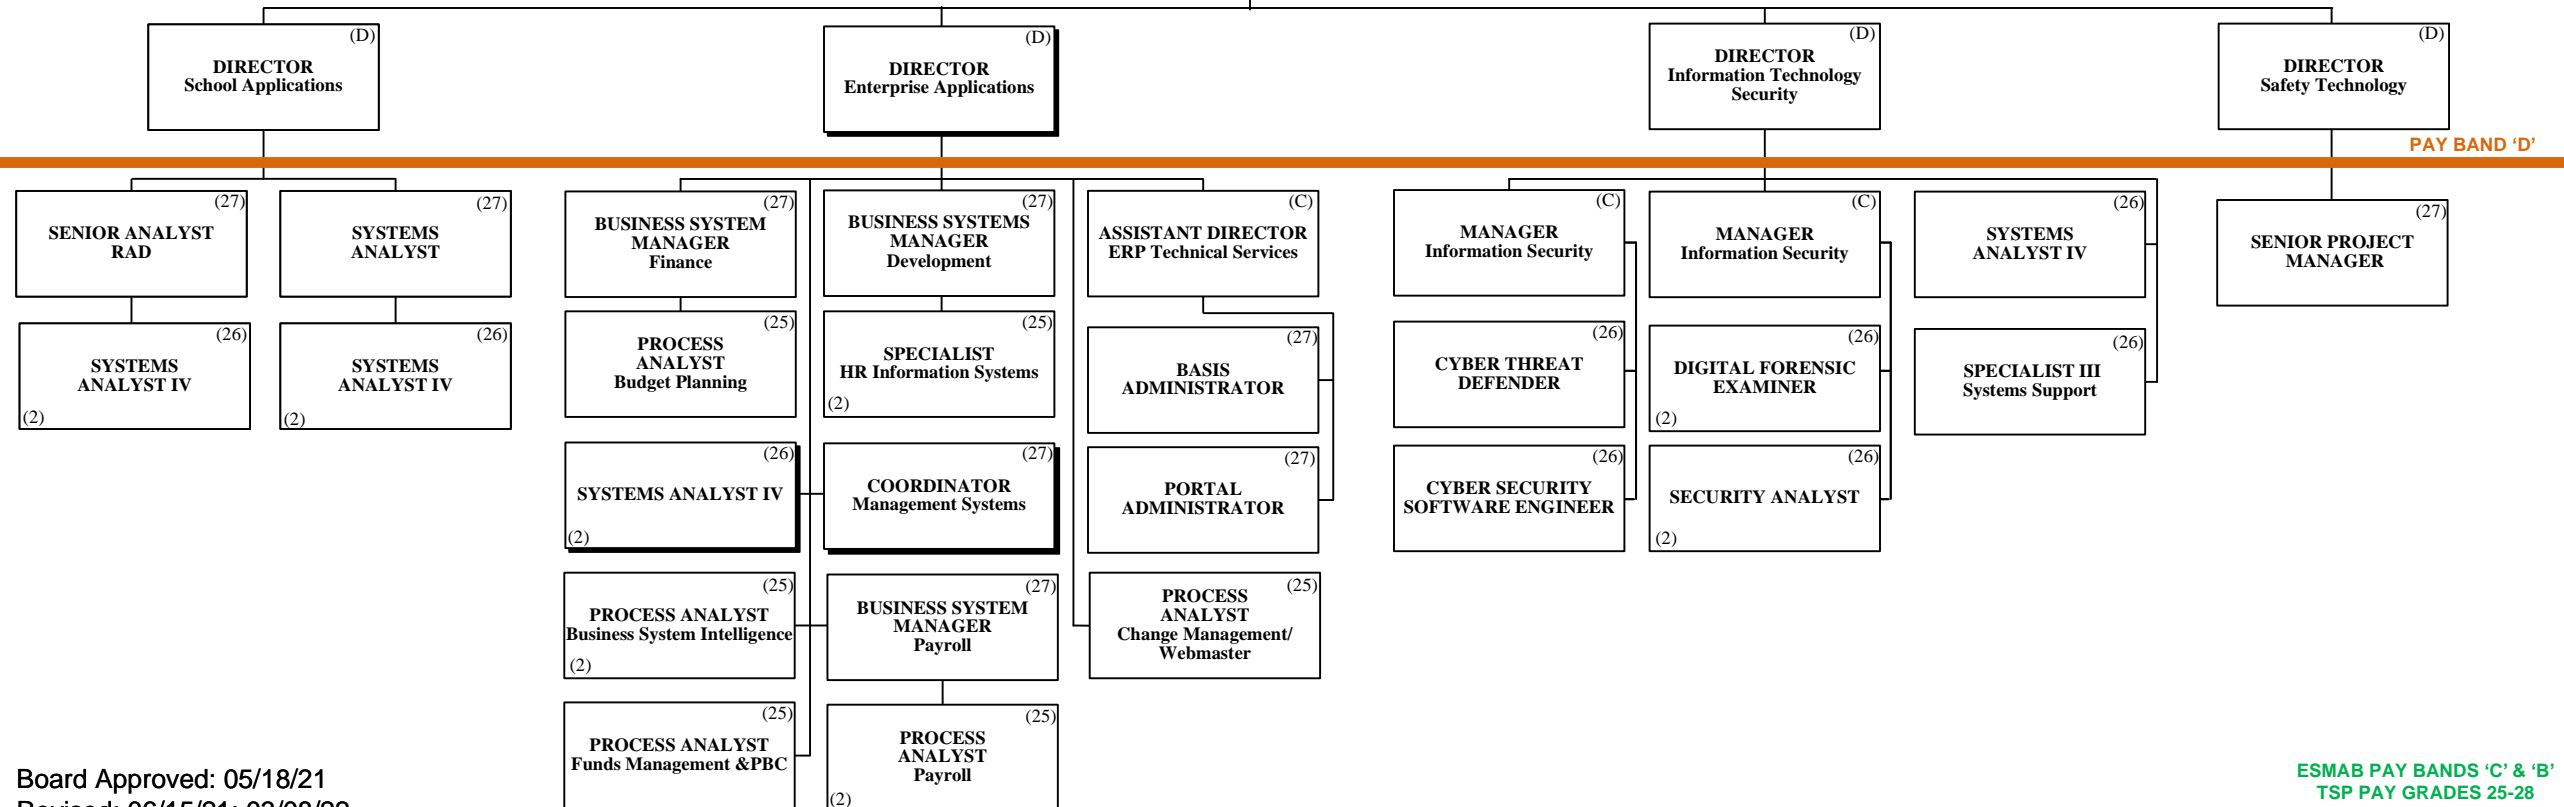 (D)
DIRECTOR
School Applications
(D)
DIRECTOR
Enterprise Applications
(D)
DIRECTOR
Information Technology
Security
(D)
DIRECTOR
Safety Technology
PAY BAND ‘D’
(27)
SENIOR ANALYST
RAD
(27)
SYSTEMS
ANALYST
(26)
SYSTEMS
ANALYST IV
(2)
(26)
SYSTEMS
ANALYST IV
(2)
(27)
BUSINESS SYSTEM
MANAGER
Finance
(27)
BUSINESS SYSTEMS
MANAGER
Development
(C)
ASSISTANT DIRECTOR
ERP Technical Services
(25)
PROCESS
ANALYST
Budget Planning
(25)
SPECIALIST
HR Information Systems
(2)
(27)
BASIS
ADMINISTRATOR
(26)
SYSTEMS ANALYST IV
(2)
(27)
COORDINATOR
Management Systems
(27)
PORTAL
ADMINISTRATOR
(25)
PROCESS ANALYST
Business System Intelligence
(2)
(27)
BUSINESS SYSTEM
MANAGER
Payroll
(25)
PROCESS
ANALYST
Change Management/
Webmaster
(25)
PROCESS ANALYST
Funds Management &PBC
(25)
PROCESS
ANALYST
Payroll
(2)
(C)
MANAGER
Information Security
(C)
MANAGER
Information Security
(26)
SYSTEMS
ANALYST IV
(26)
CYBER THREAT
DEFENDER
(26)
DIGITAL FORENSIC
EXAMINER
(2)
(26)
SPECIALIST III
Systems Support
(26)
CYBER SECURITY
SOFTWARE ENGINEER
(26)
SECURITY ANALYST
(2)
(27)
SENIOR PROJECT
MANAGER
Board Approved: 05/18/21
Revised: 06/15/21;
ESMAB PAY BANDS ‘C’ & ‘B’
TSP PAY GRADES 25-28